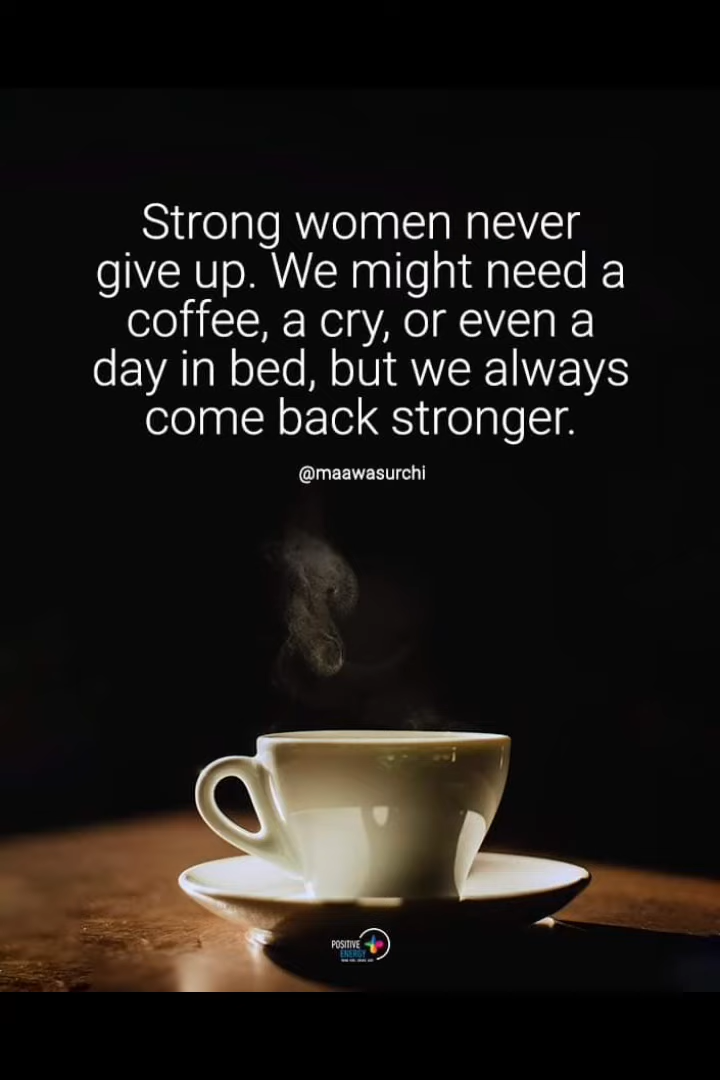 Strong women never
give up. We might need a
coffee, a cry, or even a
day in bed, but we always
come back stronger.
@maawasurchi
POSITIVE
ENERGY